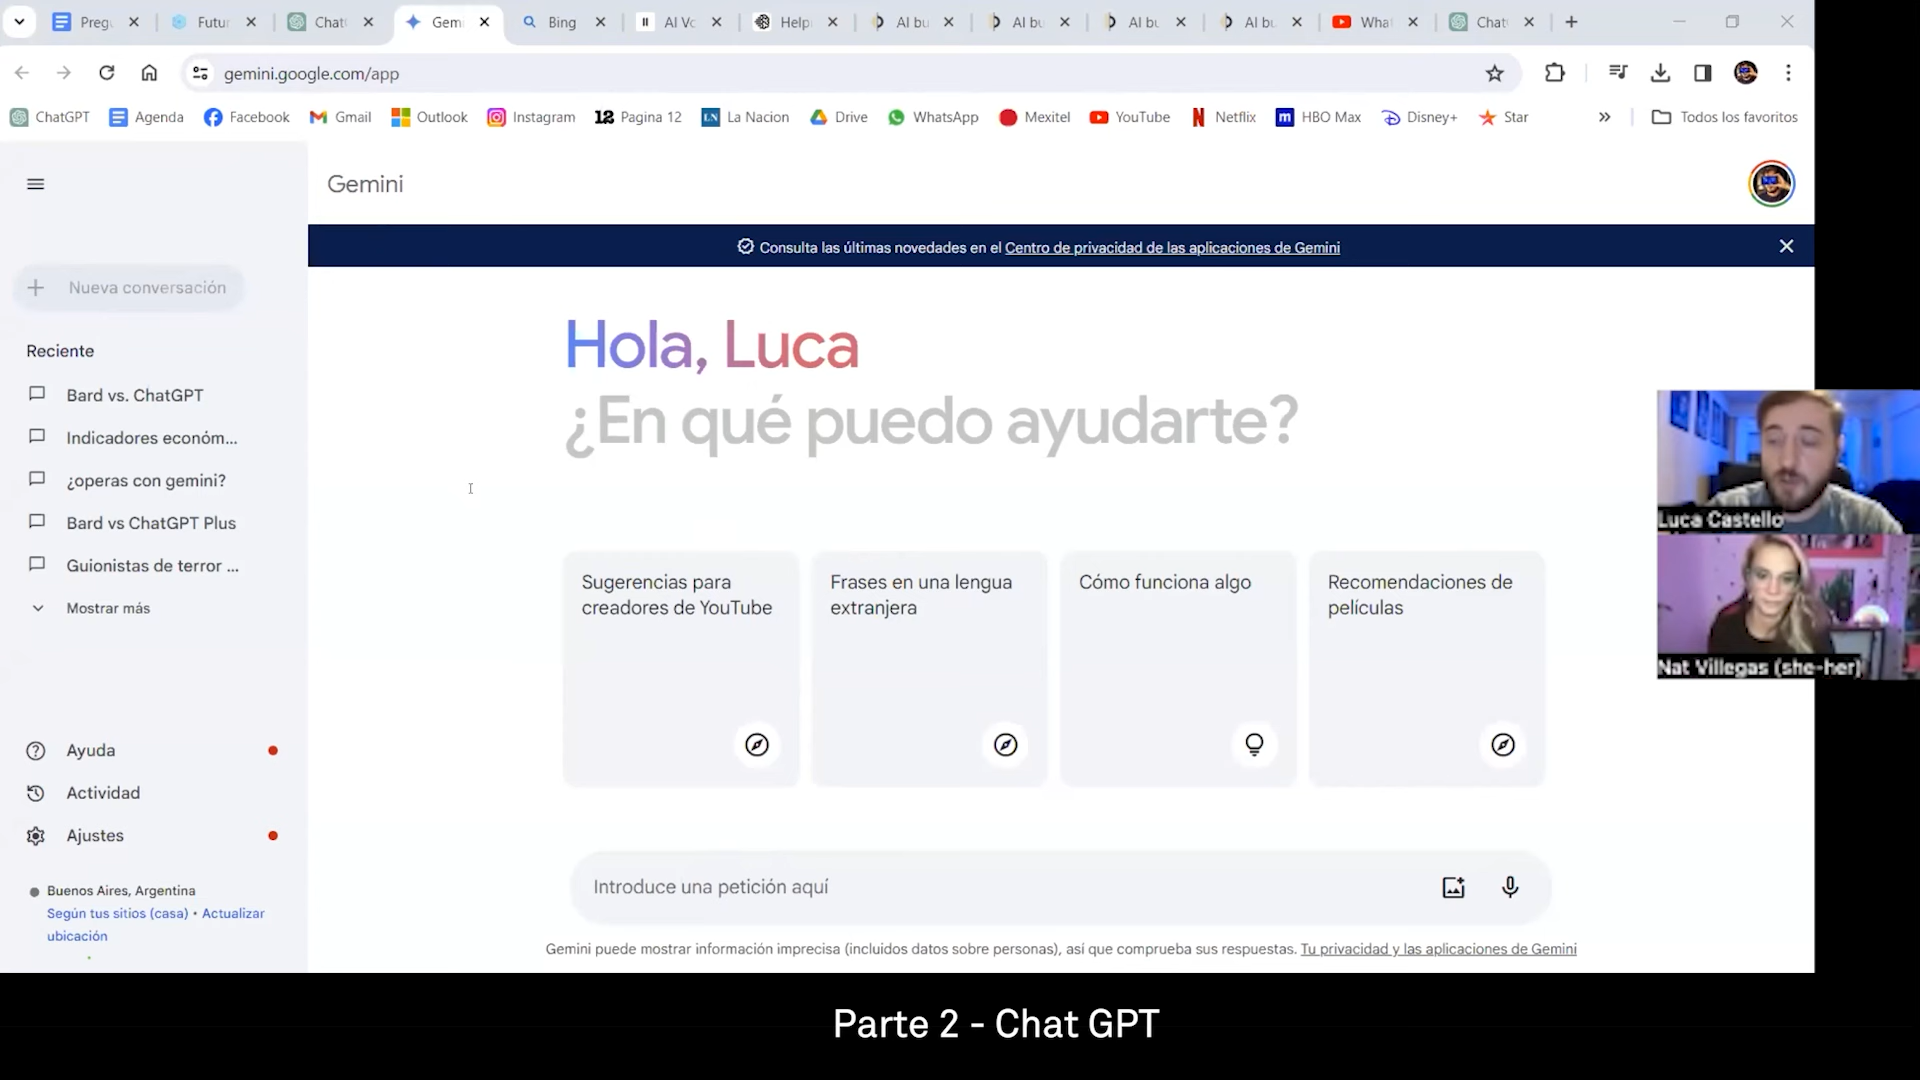 Preg
Futur
Chat
Gemi
Bing
AI Vo
Help
AI bu
AI bu
AI bu
AI bu
What
Chat
gemini.google.com/app
ChatGPT
Agenda
Facebook
Gmail
Outlook
Instagram
12 Pagina 12
LN La Nacion
Drive
WhatsApp
Mexitel
YouTube
Netflix
m HBO Max
Disney+
Star
Todos los favoritos
Gemini
Consulta las últimas novedades en el Centro de privacidad de las aplicaciones de Gemini
Nueva conversación
Reciente
Bard vs. ChatGPT
Indicadores económ...
¿operas con gemini?
Bard vs ChatGPT Plus
Guionistas de terror ...
Mostrar más
Ayuda
Actividad
Ajustes
Buenos Aires, Argentina
Según tus sitios (casa) • Actualizar
ubicación
Hola, Luca
¿En qué puedo ayudarte?
Sugerencias para
creadores de YouTube
Frases en una lengua
extranjera
Cómo funciona algo
Recomendaciones de
películas
Introduce una petición aquí
Gemini puede mostrar información imprecisa (incluidos datos sobre personas), así que comprueba sus respuestas. Tu privacidad y las aplicaciones de Gemini
Luca Castello
Nat Villegas (she-her)
Parte 2 - Chat GPT